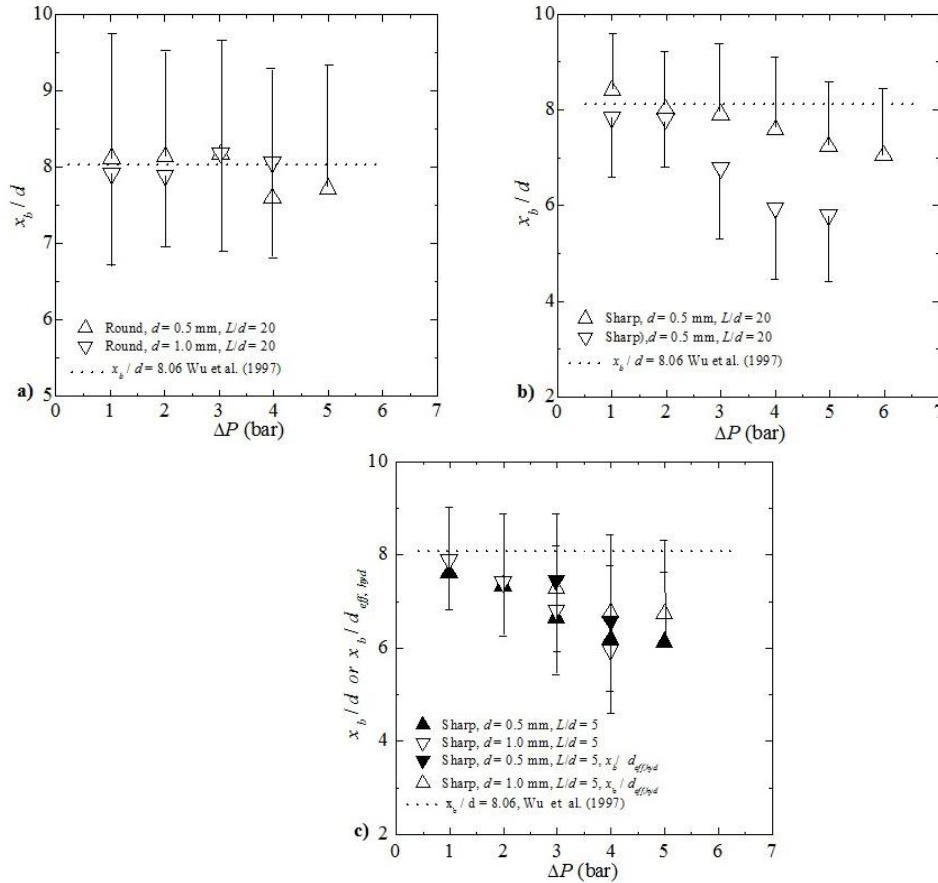 10
9
8
7
6
5
x_b / d
Round, d = 0.5 mm, L/d = 20
Round, d = 1.0 mm, L/d = 20
x_b / d = 8.06 Wu et al. (1997)
a)
0 1 2 3 4 5 6 7
ΔP (bar)
10
8
6
4
2
x_b / d
Sharp, d = 0.5 mm, L/d = 20
Sharp),d = 0.5 mm, L/d = 20
x_b / d = 8.06 Wu et al. (1997)
b)
0 1 2 3 4 5 6 7
ΔP (bar)
10
8
6
4
2
x_b / d or x_b / d_eff, hyd
Sharp, d = 0.5 mm, L/d = 5
Sharp, d = 1.0 mm, L/d = 5
Sharp, d = 0.5 mm, L/d = 5, x_b/ d_eff,hyd
Sharp, d = 1.0 mm, L/d = 5, x_b / d_eff,hyd
x_b / d = 8.06, Wu et al. (1997)
c)
0 1 2 3 4 5 6 7
ΔP (bar)